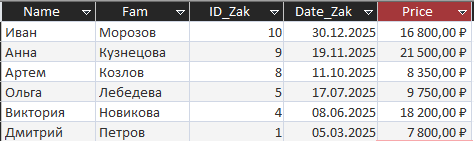 Name Fam ID_Zak Date_Zak Price
Иван Морозов 10 30.12.2025 16 800,00 ₽
Анна Кузнецова 9 19.11.2025 21 500,00 ₽
Артем Козлов 8 11.10.2025 8 350,00 ₽
Ольга Лебедева 5 17.07.2025 9 750,00 ₽
Виктория Новикова 4 08.06.2025 18 200,00 ₽
Дмитрий Петров 1 05.03.2025 7 800,00 ₽